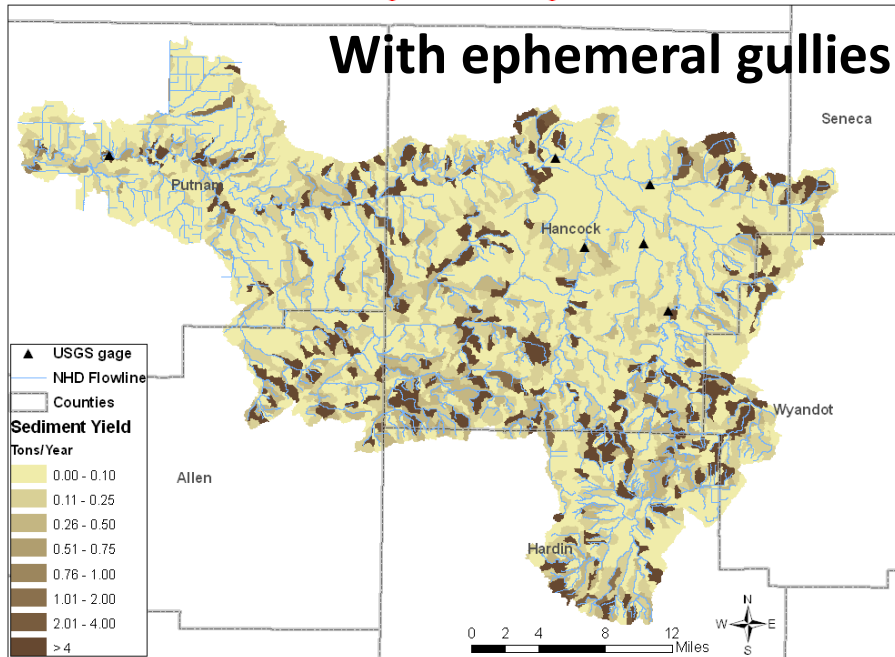 With ephemeral gullies
Seneca
Putnam
Hancock
USGS gage
NHD Flowline
Counties
Sediment Yield
Tons/Year
0.00 - 0.10
0.11 - 0.25
0.26 - 0.50
0.51 - 0.75
0.76 - 1.00
1.01 - 2.00
2.01 - 4.00
>4
Wyandot
Allen
Hardin
N
W E
S
0 2 4 8 12
Miles